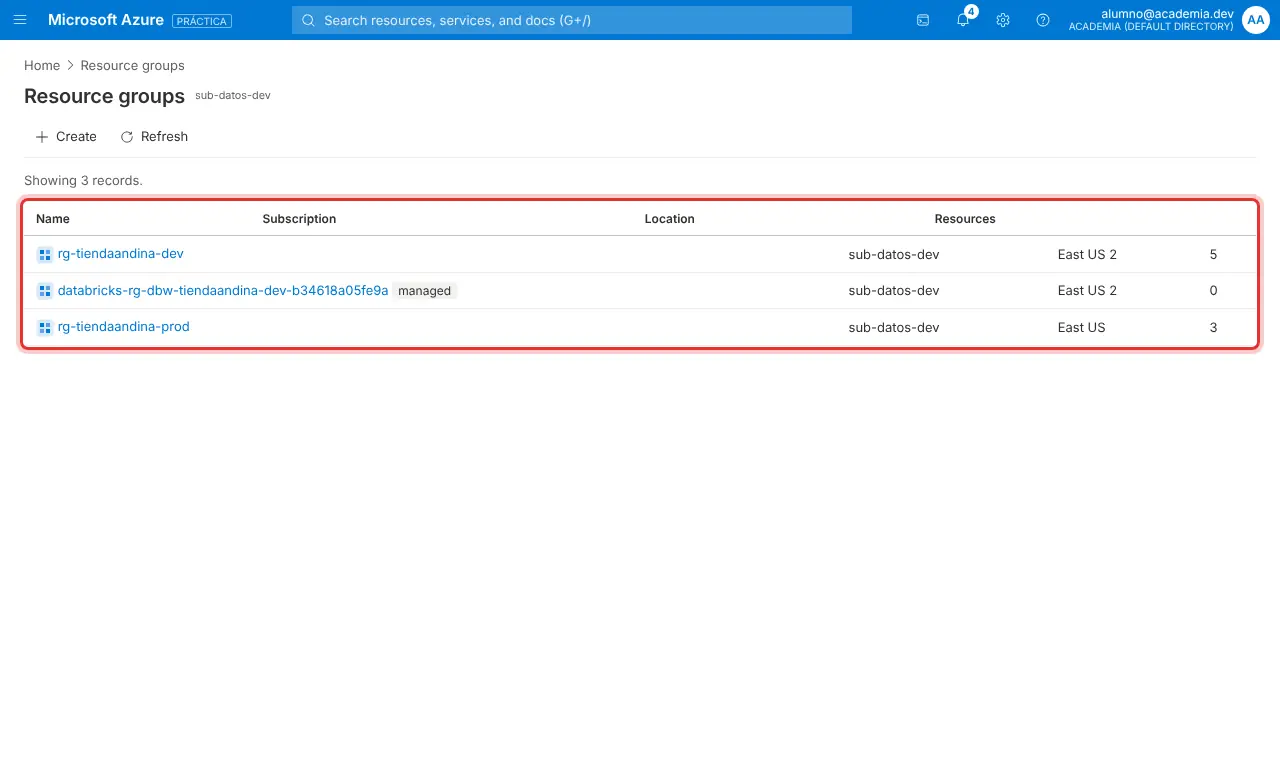 Microsoft Azure PRÁCTICA
Search resources, services, and docs (G+/)
4
alumno@academia.dev
ACADEMIA (DEFAULT DIRECTORY)
AA
Home > Resource groups
Resource groups sub-datos-dev
Create Refresh
Showing 3 records.
Name Subscription Location Resources
rg-tiendaandina-dev sub-datos-dev East US 2 5
databricks-rg-dbw-tiendaandina-dev-b34618a05fe9a managed sub-datos-dev East US 2 0
rg-tiendaandina-prod sub-datos-dev East US 3